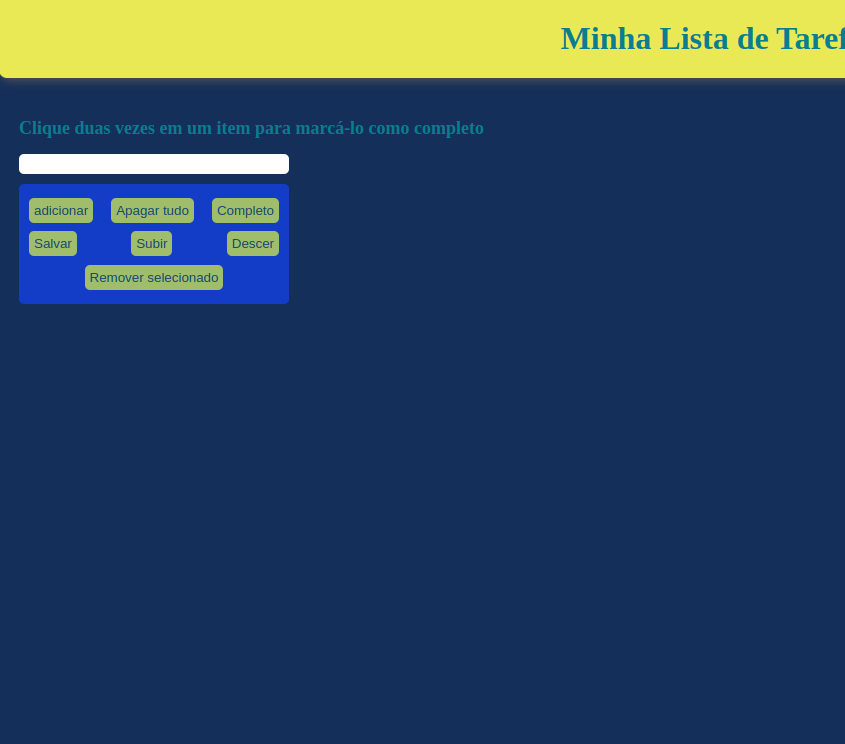 Minha Lista de Taref
Clique duas vezes em um item para marcá-lo como completo
adicionar Apagar tudo Completo
Salvar Subir Descer
Remover selecionado